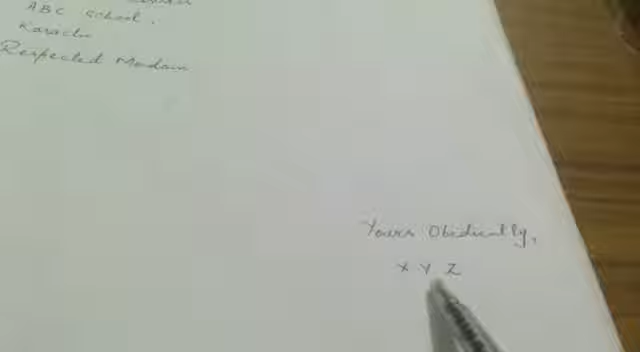 ABC School.
Karachi
Respected Madam
Yours Obediently,
X Y Z